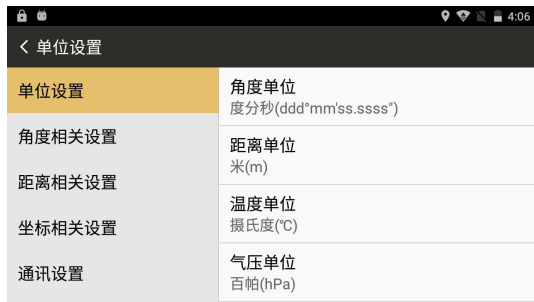 4:06
单位设置
单位设置
角度相关设置
距离相关设置
坐标相关设置
通讯设置
角度单位
度分秒(ddd°mm'ss.ssss")
距离单位
米(m)
温度单位
摄氏度(℃)
气压单位
百帕(hPa)